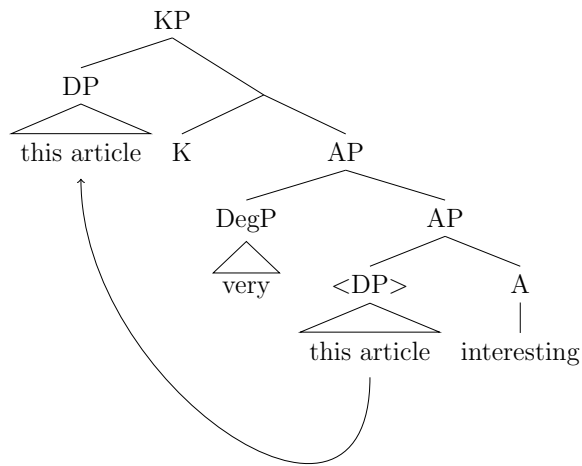 KP
DP
this article
K
AP
DegP
AP
very
<DP>
A
this article
interesting